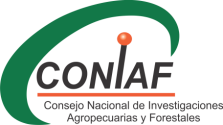 CONIAF
Consejo Nacional de Investigaciones
Agropecuarias y Forestales